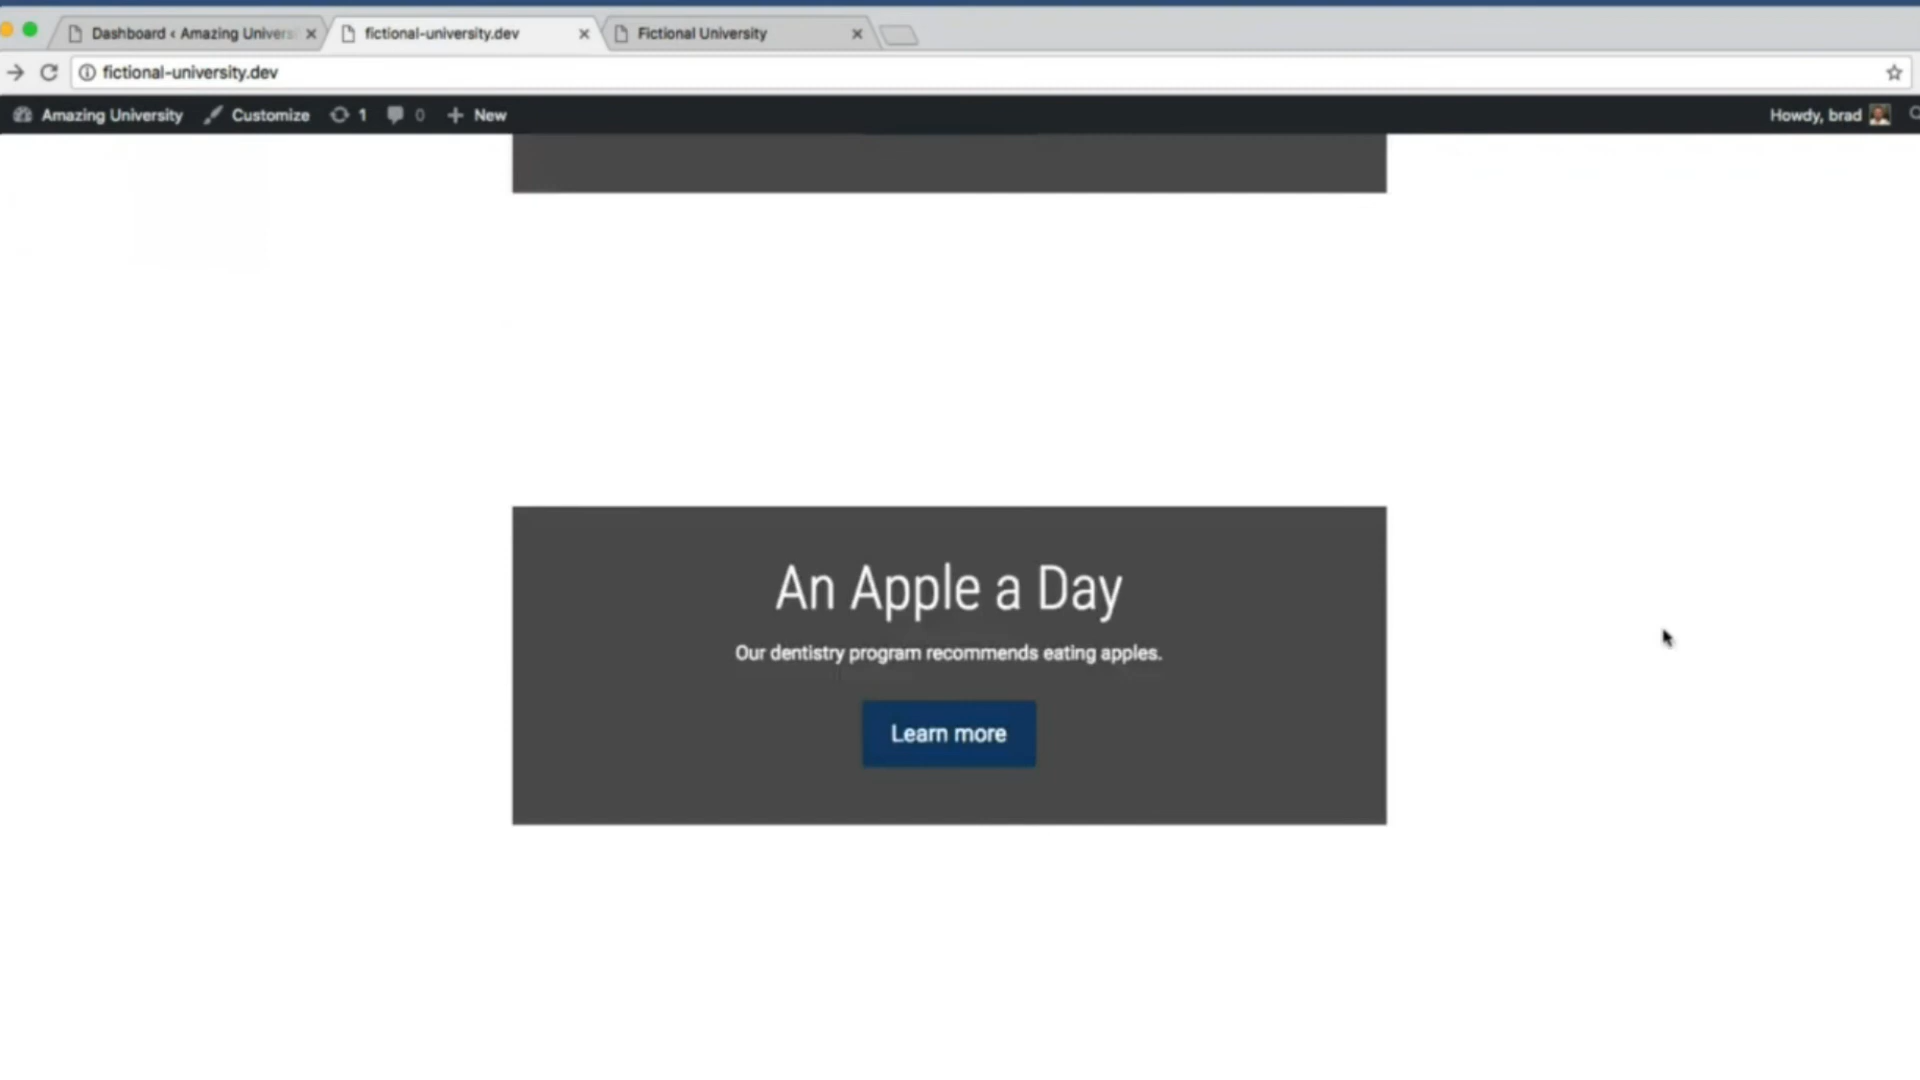 Dashboard ‹ Amazing Univers
fictional-university.dev
Fictional University
fictional-university.dev
Amazing University
Customize
1
0
New
Howdy, brad
An Apple a Day
Our dentistry program recommends eating apples.
Learn more